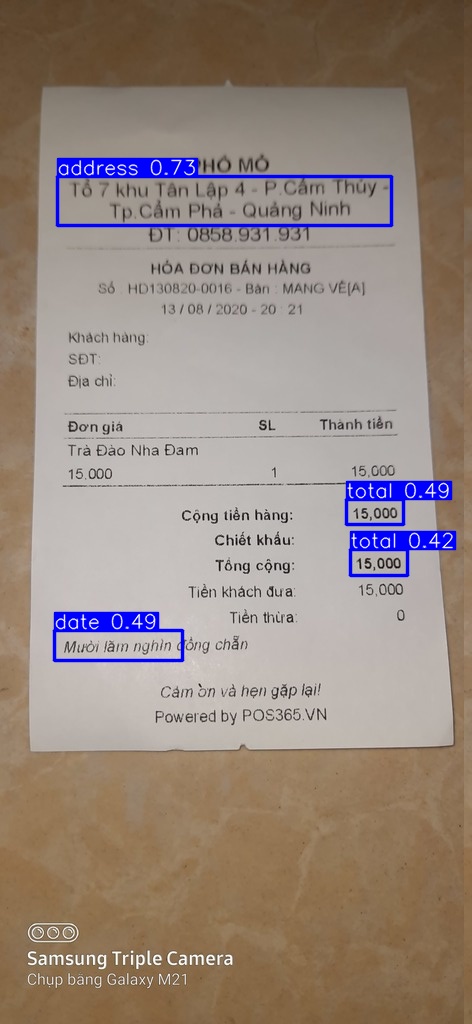 address 0.73
PHỐ MỎ
Tổ 7 khu Tân Lập 4 - P.Cẩm Thủy -
Tp.Cẩm Phả - Quảng Ninh
ĐT: 0858.931.931
HÓA ĐƠN BÁN HÀNG
Số : HD130820-0016 - Bàn : MANG VỀ[A]
13 / 08 / 2020 - 20 : 21
Khách hàng:
SĐT:
Địa chỉ:
Đơn giá SL Thành tiền
Trà Đào Nha Đam
15,000 1 15,000
total 0.49
Cộng tiền hàng: 15,000
total 0.42
Chiết khấu:
Tổng cộng: 15,000
Tiền khách đưa: 15,000
date 0.49
Tiền thừa: 0
Mười lăm nghìn đồng chẵn
Cảm ơn và hẹn gặp lại!
Powered by POS365.VN
Samsung Triple Camera
Chụp bằng Galaxy M21